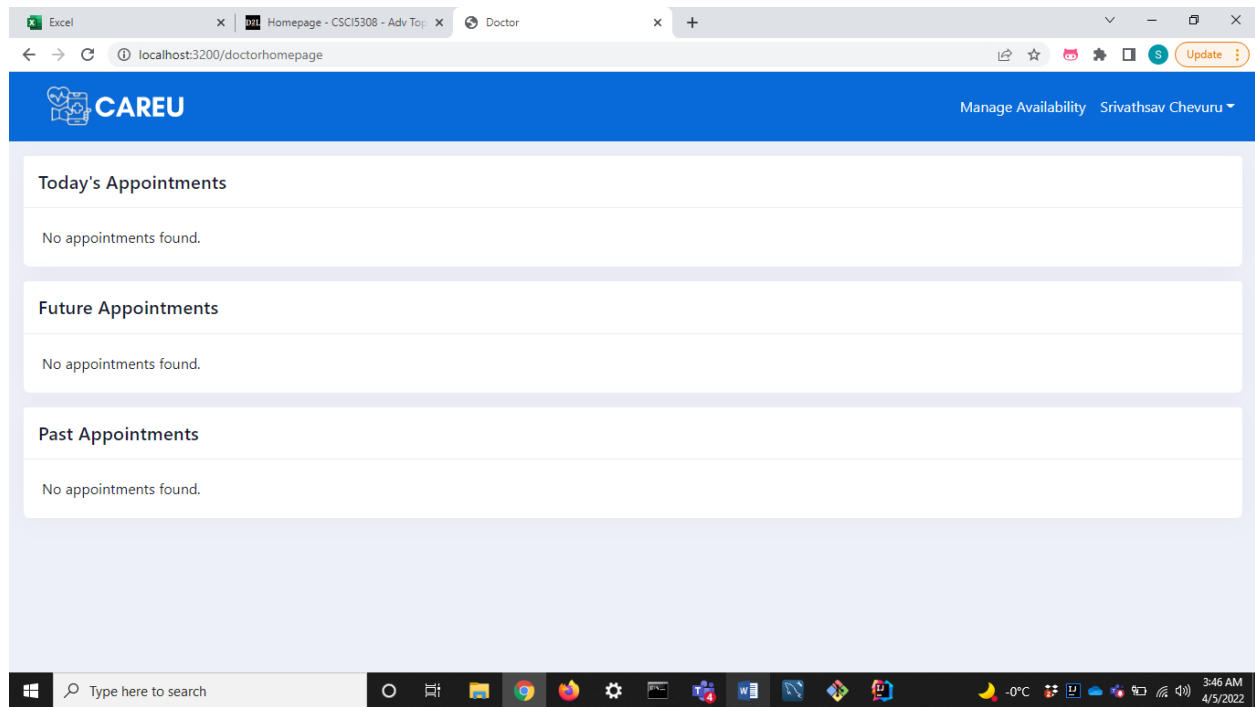 Excel
D2L Homepage - CSCI5308 - Adv Top
Doctor
localhost:3200/doctorhomepage
S
Update
CAREU
Manage Availability Srivathsav Chevuru
Today's Appointments
No appointments found.
Future Appointments
No appointments found.
Past Appointments
No appointments found.
Type here to search
4
-0°C
3:46 AM
4/5/2022